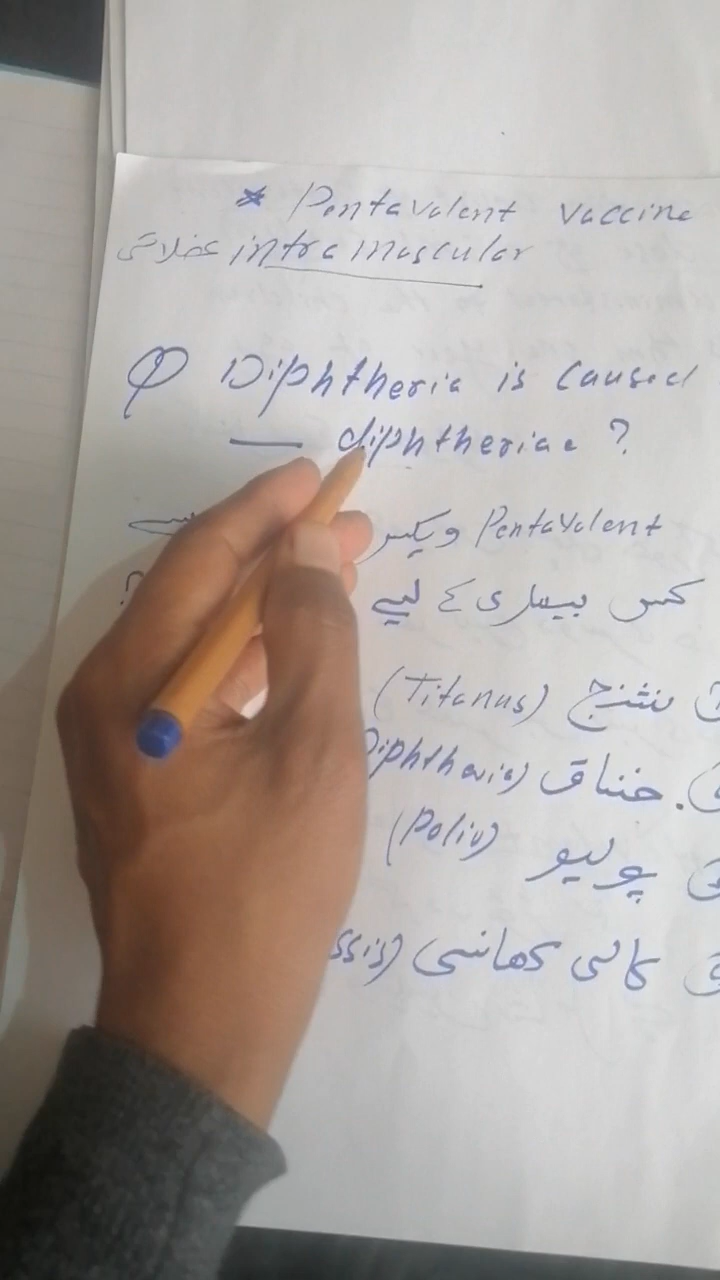 * Pentavalent Vaccine
intra muscular عضلاتی
Q Diphtheria is caused
— diphtheriae ?
Pentavalent ویکسین سے
کس بیماری کے لیے ؟
تشنج (Titanus)
خناق (Diphtheria)
پولیو (Polio)
کالی کھانسی